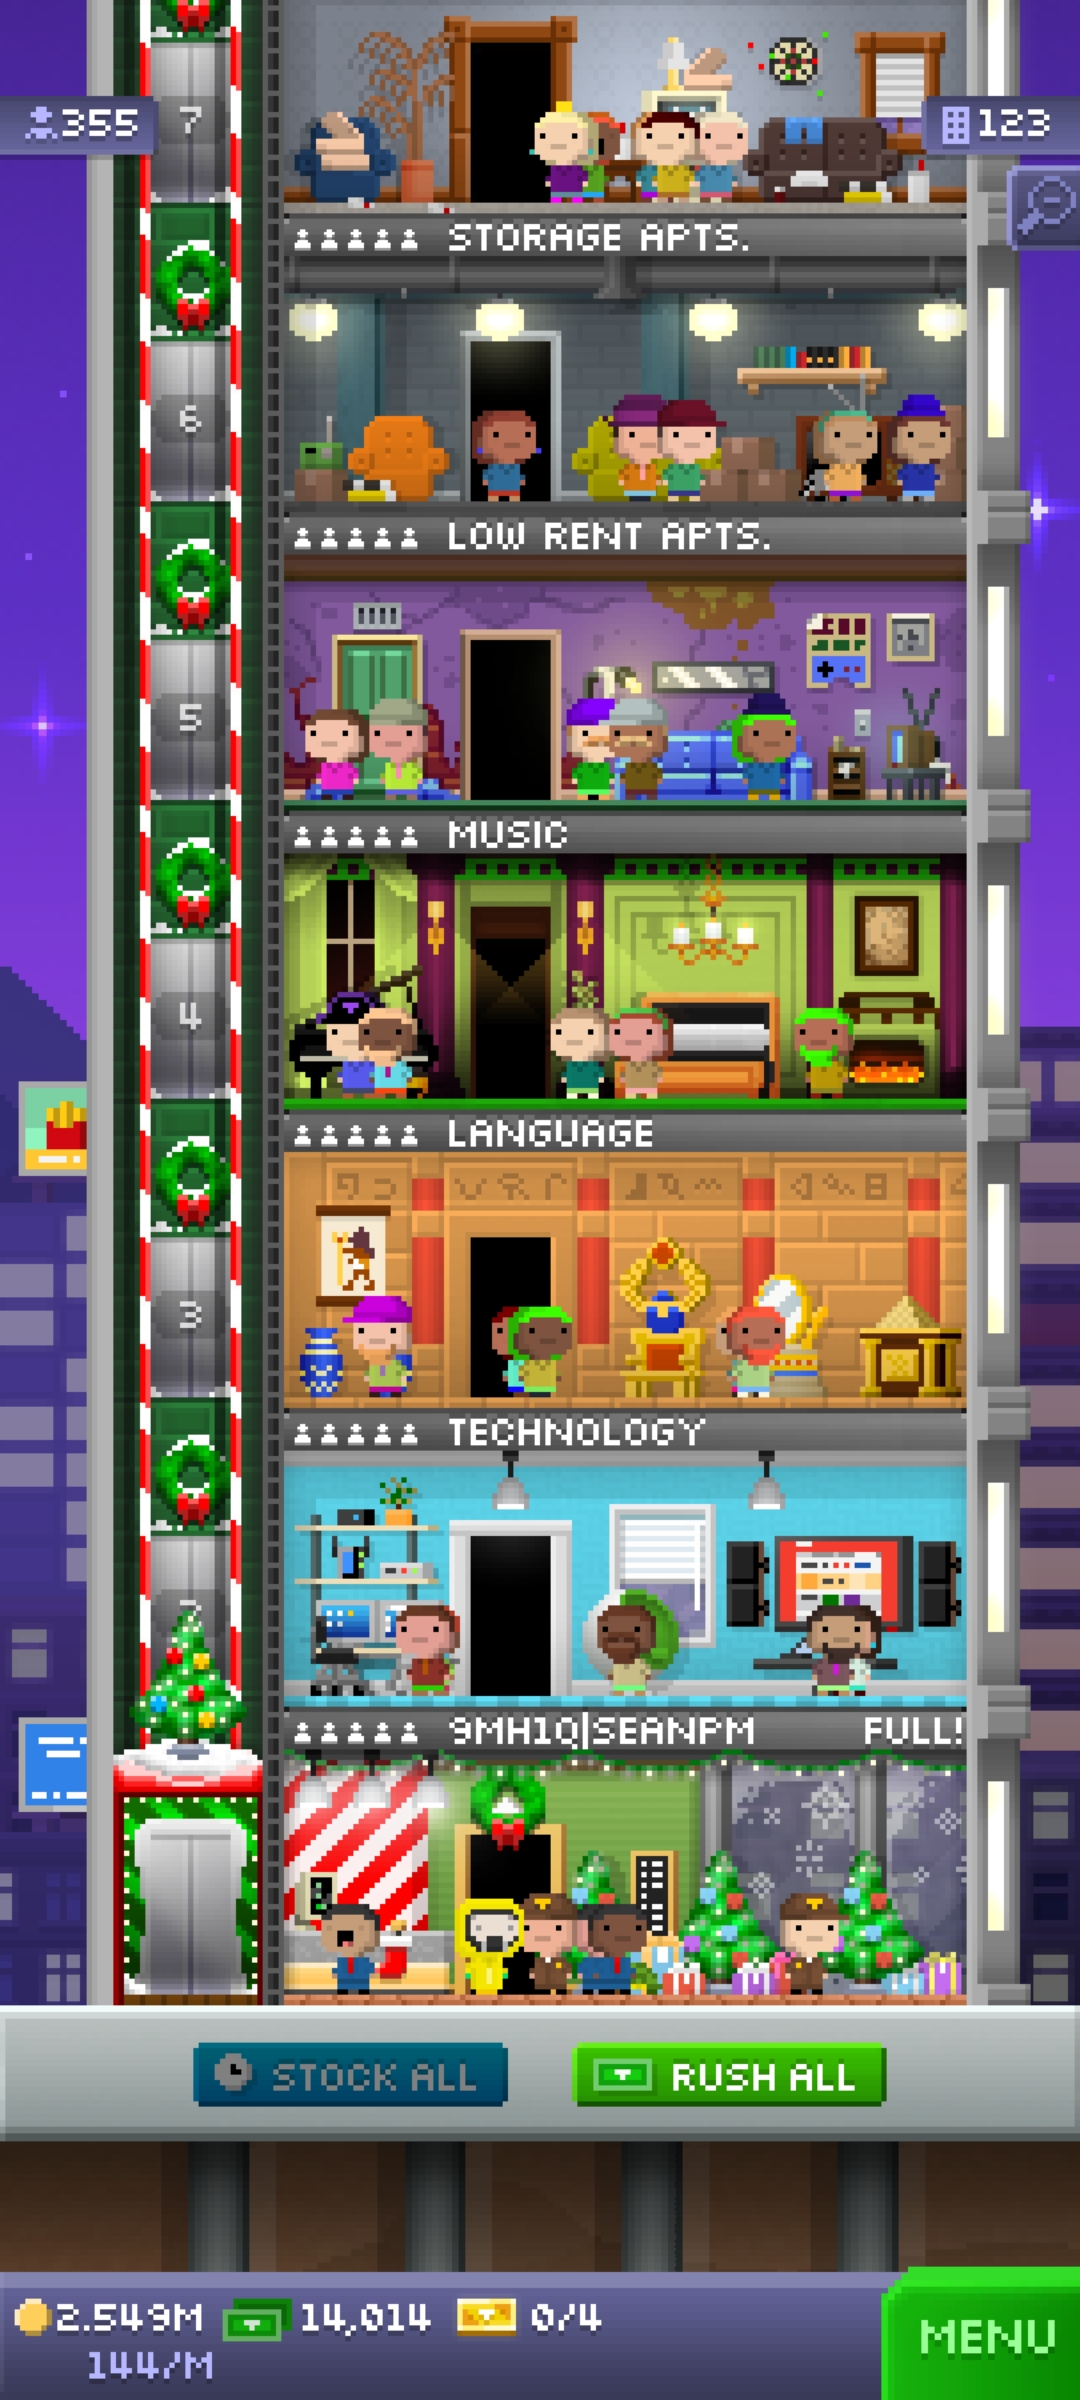 7
355
123
STORAGE APTS.
6
LOW RENT APTS.
5
MUSIC
4
LANGUAGE
3
TECHNOLOGY
9MH1Q|SEANPM FULL!
STOCK ALL
RUSH ALL
2.549M 14,014 0/4
144/M
MENU